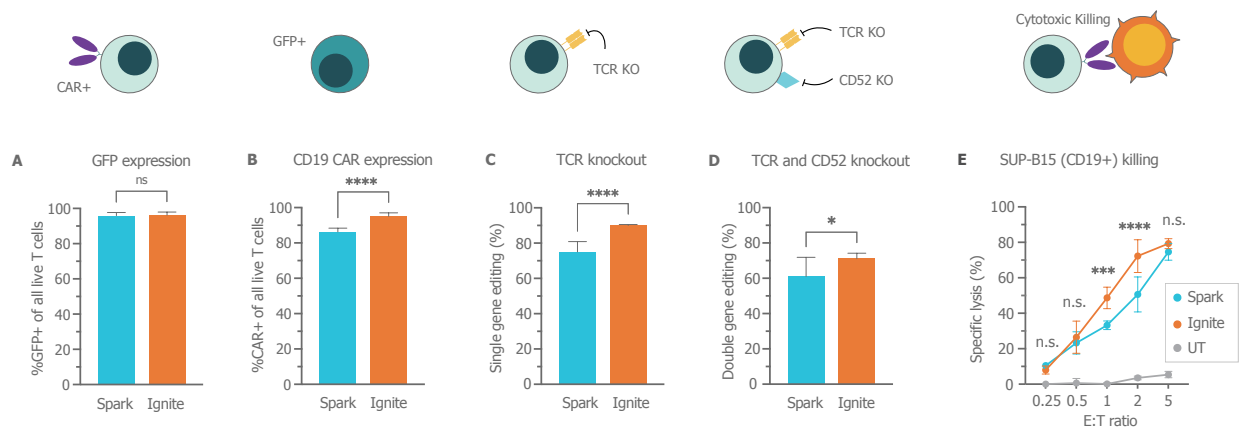 CAR+
GFP+
TCR KO
TCR KO
CD52 KO
Cytotoxic Killing
A
GFP expression
ns
%GFP+ of all live T cells
100
80
60
40
20
0
Spark
Ignite
B
CD19 CAR expression
****
%CAR+ of all live T cells
100
80
60
40
20
0
Spark
Ignite
C
TCR knockout
****
Single gene editing (%)
100
80
60
40
20
0
Spark
Ignite
D
TCR and CD52 knockout
*
Double gene editing (%)
100
80
60
40
20
0
Spark
Ignite
E
SUP-B15 (CD19+) killing
n.s.
n.s.
***
****
n.s.
Specific lysis (%)
100
80
60
40
20
0
0.25
0.5
1
2
5
E:T ratio
Spark
Ignite
UT